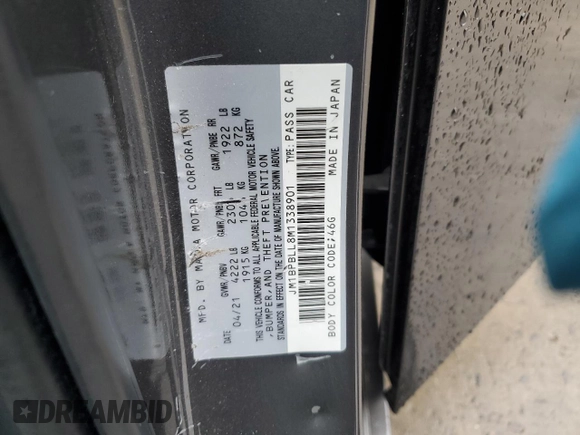 MFD. BY MAZDA MOTOR CORPORATION
GVWR/PNBV GAWR/PNBE FRT GAWR/PNBE RR
DATE 04/21 4222 LB 2301 LB 1922 LB
1915 KG 1044 KG 872 KG
THIS VEHICLE CONFORMS TO ALL APPLICABLE FEDERAL MOTOR VEHICLE SAFETY
,BUMPER,AND THEFT PREVENTION
STANDARDS IN EFFECT ON THE DATE OF MANUFACTURE SHOWN ABOVE.
JM1BPBLL8M1338901 TYPE: PASS CAR
BODY COLOR CODE;46G MADE IN JAPAN
DREAMBID